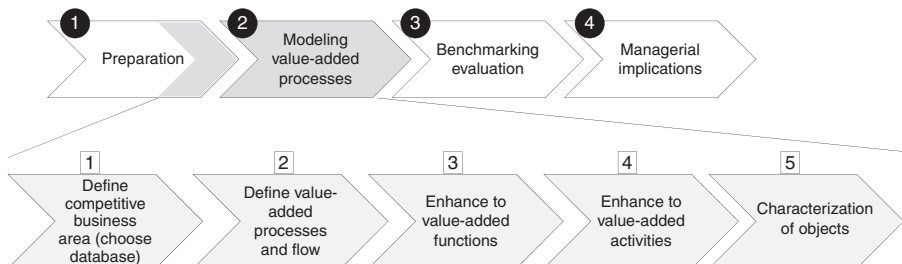 1
Preparation
2
Modeling
value-added
processes
3
Benchmarking
evaluation
4
Managerial
implications
1
Define
competitive
business
area (choose
database)
2
Define value-
added
processes
and flow
3
Enhance to
value-added
functions
4
Enhance to
value-added
activities
5
Characterization
of objects